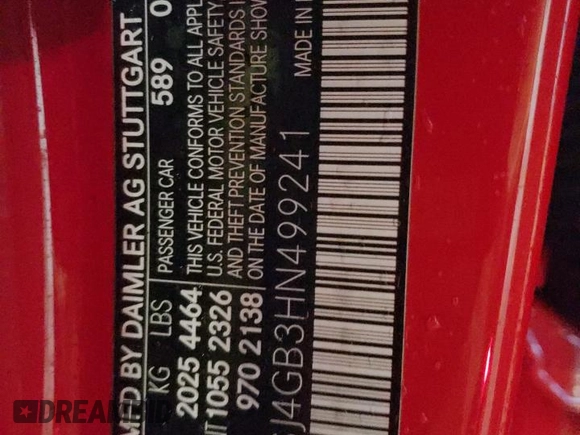 D BY DAIMLER AG STUTTGART 0
KG LBS PASSENGER CAR 589
2025 4464 THIS VEHICLE CONFORMS TO ALL APPL
1055 2326 U.S. FEDERAL MOTOR VEHICLE SAFETY
970 2138 AND THEFT PREVENTION STANDARDS
ON THE DATE OF MANUFACTURE SHOW
J4GB3HN499241 MADE IN
DREAMBID